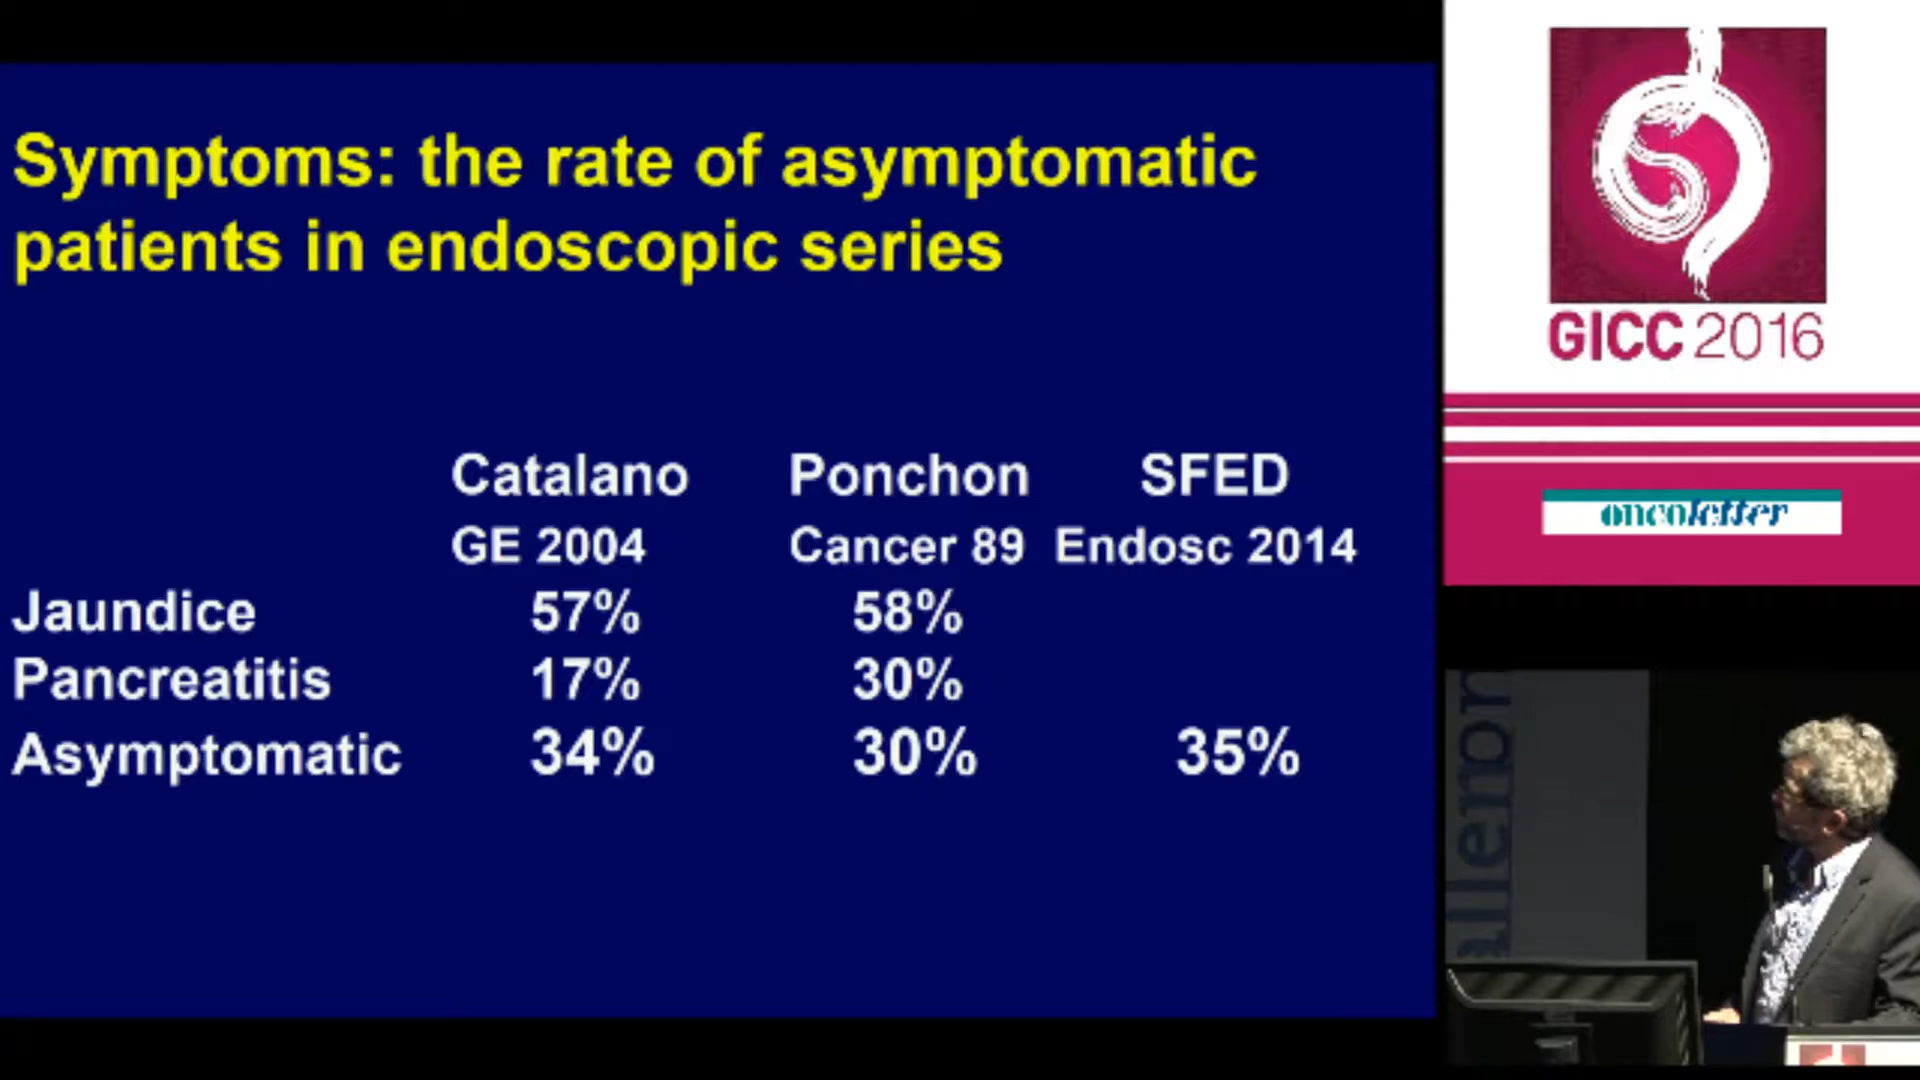 Symptoms: the rate of asymptomatic
patients in endoscopic series
Catalano Ponchon SFED
GE 2004 Cancer 89 Endosc 2014
Jaundice 57% 58%
Pancreatitis 17% 30%
Asymptomatic 34% 30% 35%
GICC 2016
oncoletter